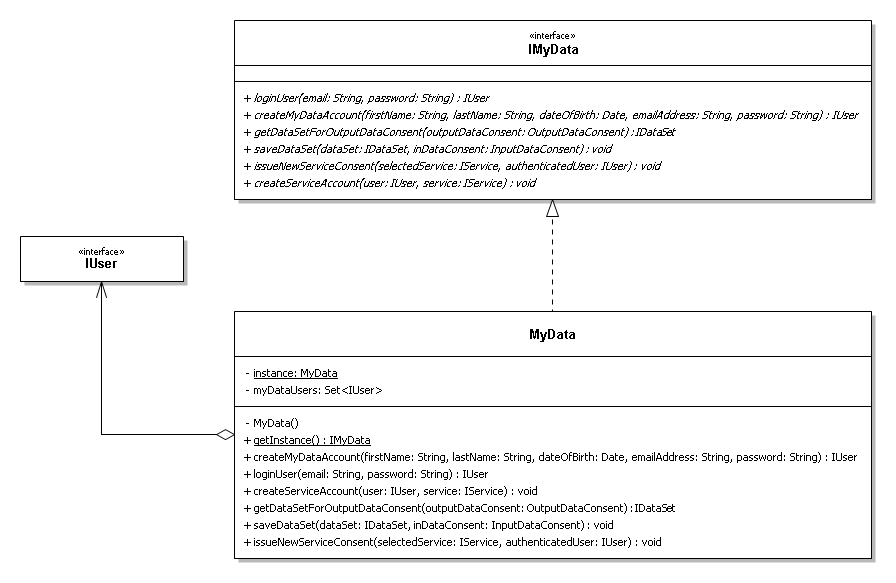 «interface»
IMyData
+ loginUser(email: String, password: String) : IUser
+ createMyDataAccount(firstName: String, lastName: String, dateOfBirth: Date, emailAddress: String, password: String) : IUser
+ getDataSetForOutputDataConsent(outputDataConsent: OutputDataConsent) : IDataSet
+ saveDataSet(dataSet: IDataSet, inDataConsent: InputDataConsent) : void
+ issueNewServiceConsent(selectedService: IService, authenticatedUser: IUser) : void
+ createServiceAccount(user: IUser, service: IService) : void
«interface»
IUser
MyData
- instance: MyData
- myDataUsers: Set<IUser>
- MyData()
+ getInstance() : IMyData
+ createMyDataAccount(firstName: String, lastName: String, dateOfBirth: Date, emailAddress: String, password: String) : IUser
+ loginUser(email: String, password: String) : IUser
+ createServiceAccount(user: IUser, service: IService) : void
+ getDataSetForOutputDataConsent(outputDataConsent: OutputDataConsent) : IDataSet
+ saveDataSet(dataSet: IDataSet, inDataConsent: InputDataConsent) : void
+ issueNewServiceConsent(selectedService: IService, authenticatedUser: IUser) : void